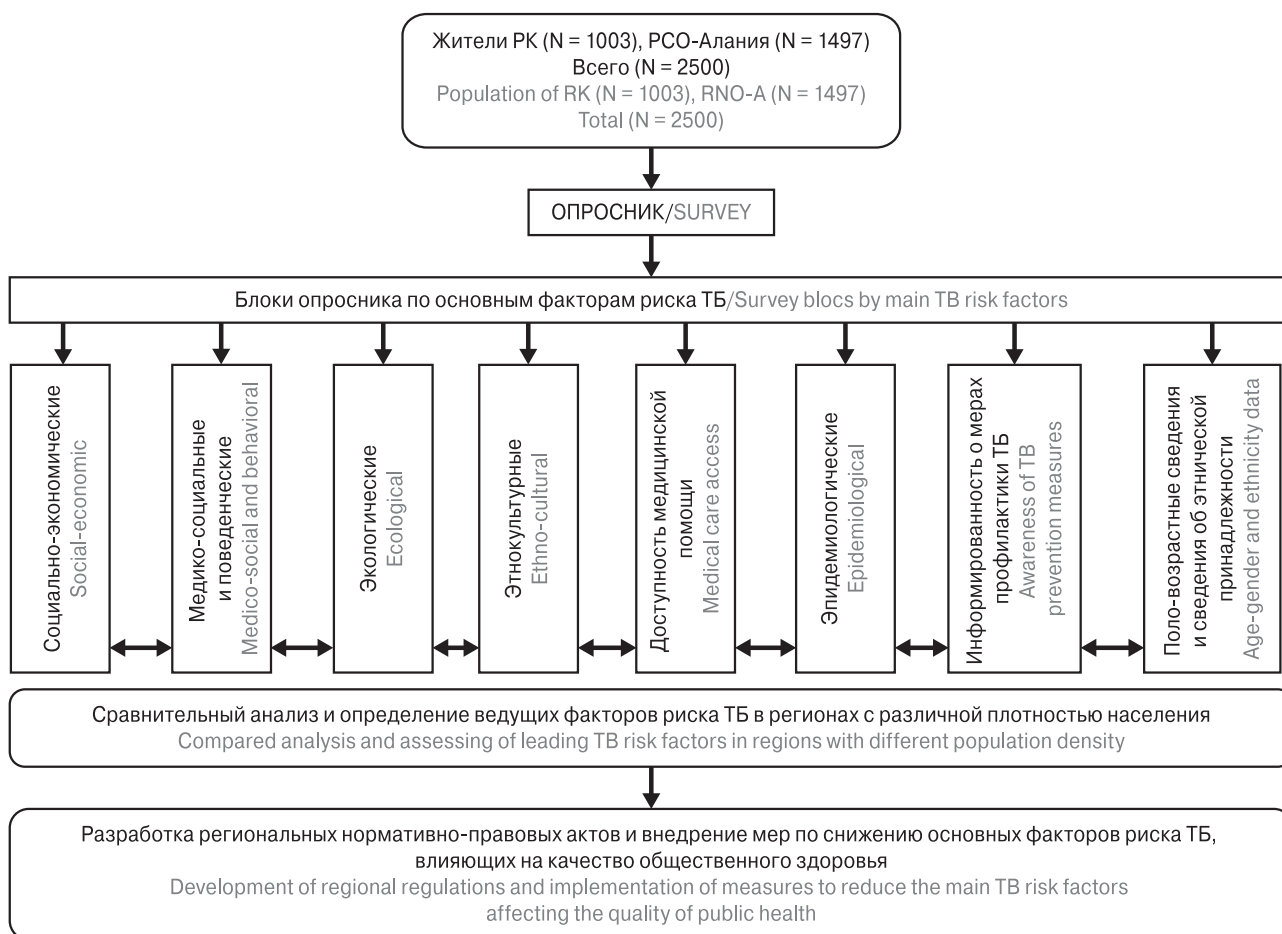 Жители РК (N = 1003), РСО-Алания (N = 1497)
Всего (N = 2500)
Population of RK (N = 1003), RNO-A (N = 1497)
Total (N = 2500)
ОПРОСНИК/SURVEY
Блоки опросника по основным факторам риска ТБ/Survey blocs by main TB risk factors
Социально-экономические
Social-economic
Медико-социальные
и поведенческие
Medico-social and behavioral
Экологические
Ecological
Этнокультурные
Ethno-cultural
Доступность медицинской
помощи
Medical care access
Эпидемиологические
Epidemiological
Информированность о мерах
профилактики ТБ
Awareness of TB
prevention measures
Поло-возрастные сведения
и сведения об этнической
принадлежности
Age-gender and ethnicity data
Сравнительный анализ и определение ведущих факторов риска ТБ в регионах с различной плотностью населения
Compared analysis and assessing of leading TB risk factors in regions with different population density
Разработка региональных нормативно-правовых актов и внедрение мер по снижению основных факторов риска ТБ,
влияющих на качество общественного здоровья
Development of regional regulations and implementation of measures to reduce the main TB risk factors
affecting the quality of public health